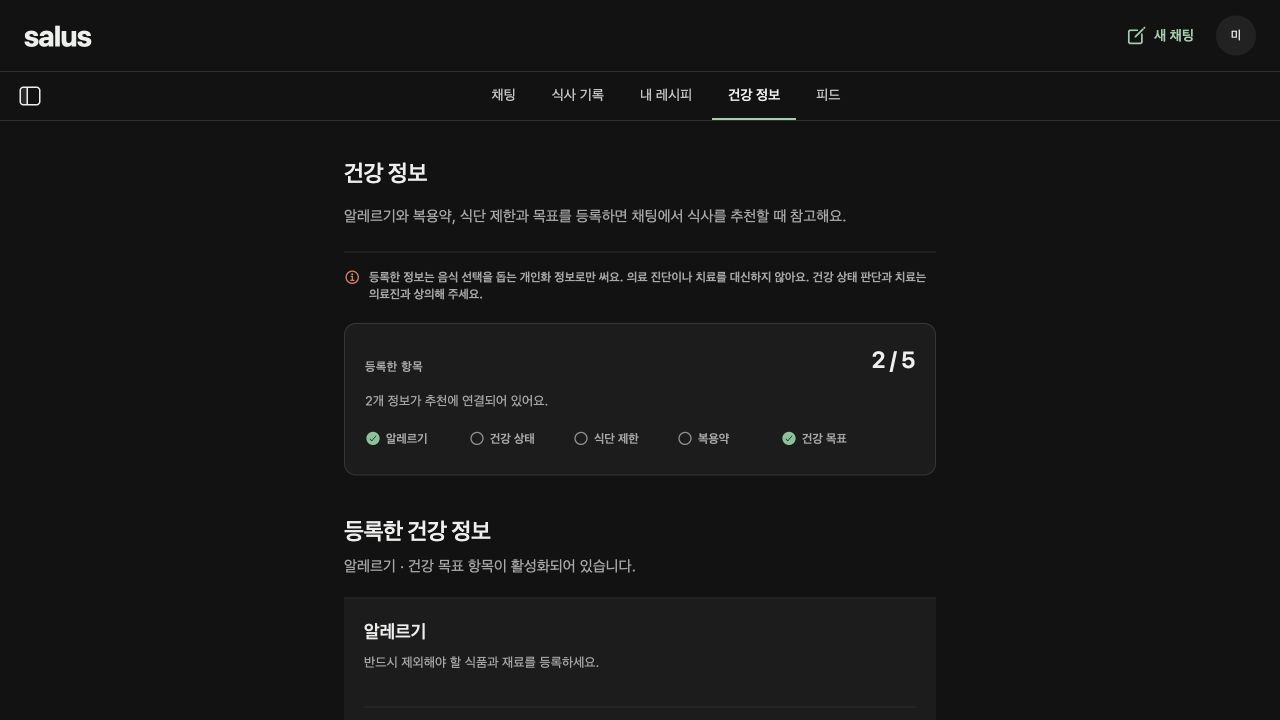 salus
새 채팅
미
채팅
식사 기록
내 레시피
건강 정보
피드
건강 정보
알레르기와 복용약, 식단 제한과 목표를 등록하면 채팅에서 식사를 추천할 때 참고해요.
등록한 정보는 음식 선택을 돕는 개인화 정보로만 써요. 의료 진단이나 치료를 대신하지 않아요. 건강 상태 판단과 치료는
의료진과 상의해 주세요.
등록한 항목
2/5
2개 정보가 추천에 연결되어 있어요.
알레르기
건강 상태
식단 제한
복용약
건강 목표
등록한 건강 정보
알레르기 · 건강 목표 항목이 활성화되어 있습니다.
알레르기
반드시 제외해야 할 식품과 재료를 등록하세요.